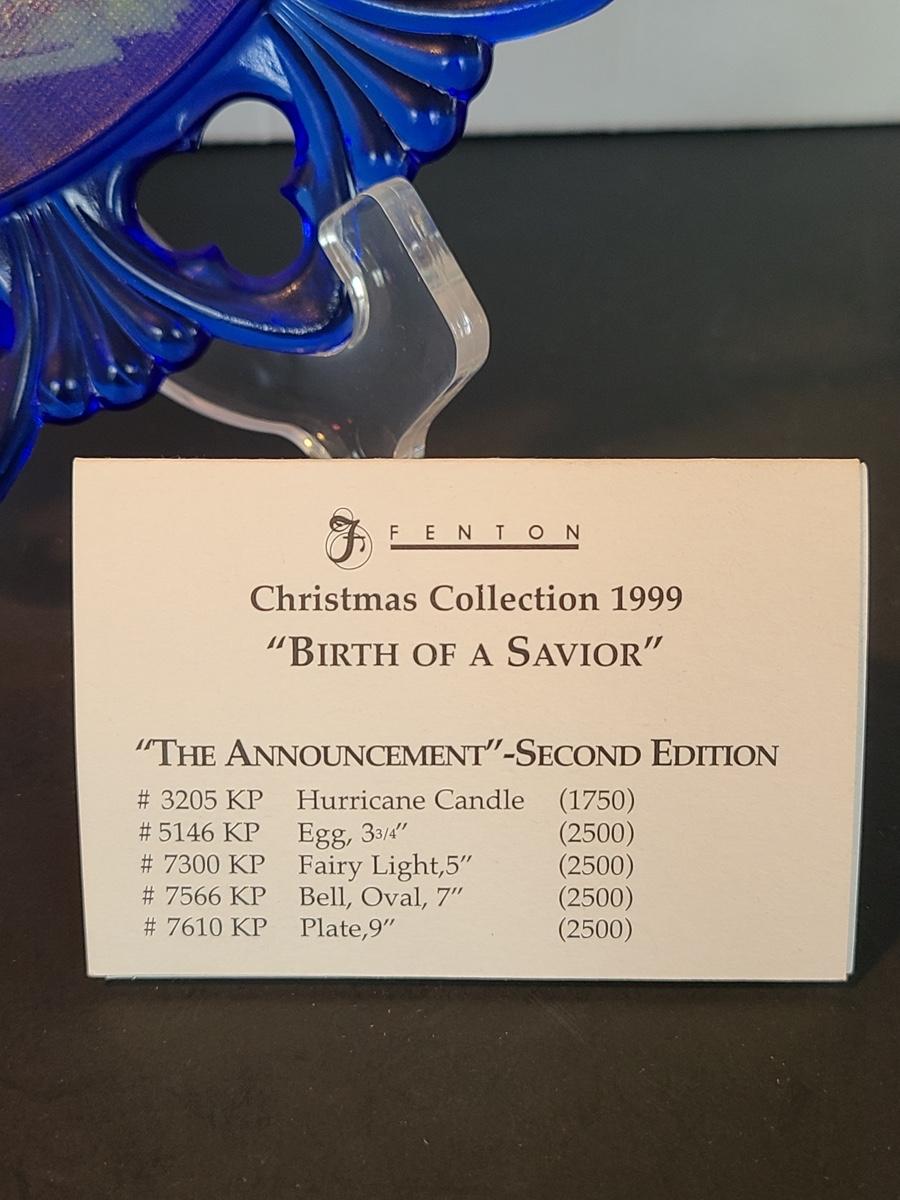 F FENTON
Christmas Collection 1999
“BIRTH OF A SAVIOR”
“THE ANNOUNCEMENT”-SECOND EDITION
# 3205 KP Hurricane Candle (1750)
# 5146 KP Egg, 33/4” (2500)
# 7300 KP Fairy Light,5” (2500)
# 7566 KP Bell, Oval, 7” (2500)
# 7610 KP Plate,9” (2500)